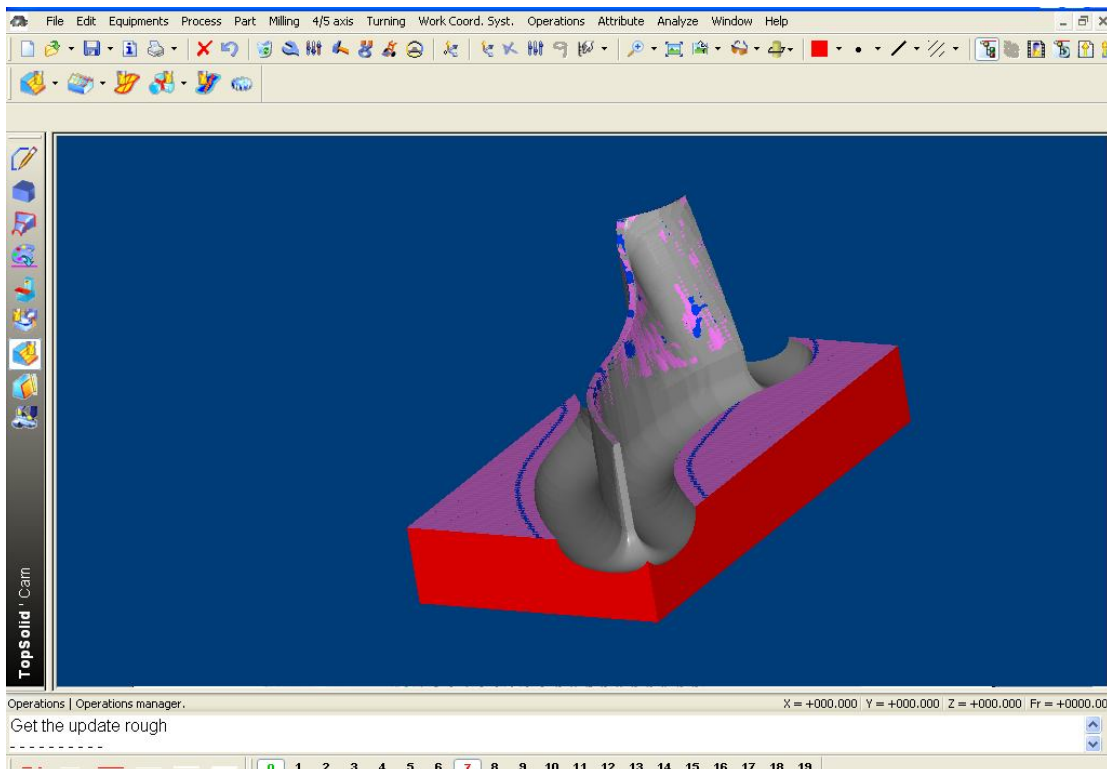 File Edit Equipments Process Part Milling 4/5 axis Turning Work Coord. Syst. Operations Attribute Analyze Window Help
TopSolid 'Cam
Operations | Operations manager. X = +000.000 Y = +000.000 Z = +000.000 Fr = +0000.00
Get the update rough
- - - - - - - - - -
0 1 2 3 4 5 6 7 8 9 10 11 12 13 14 15 16 17 18 19